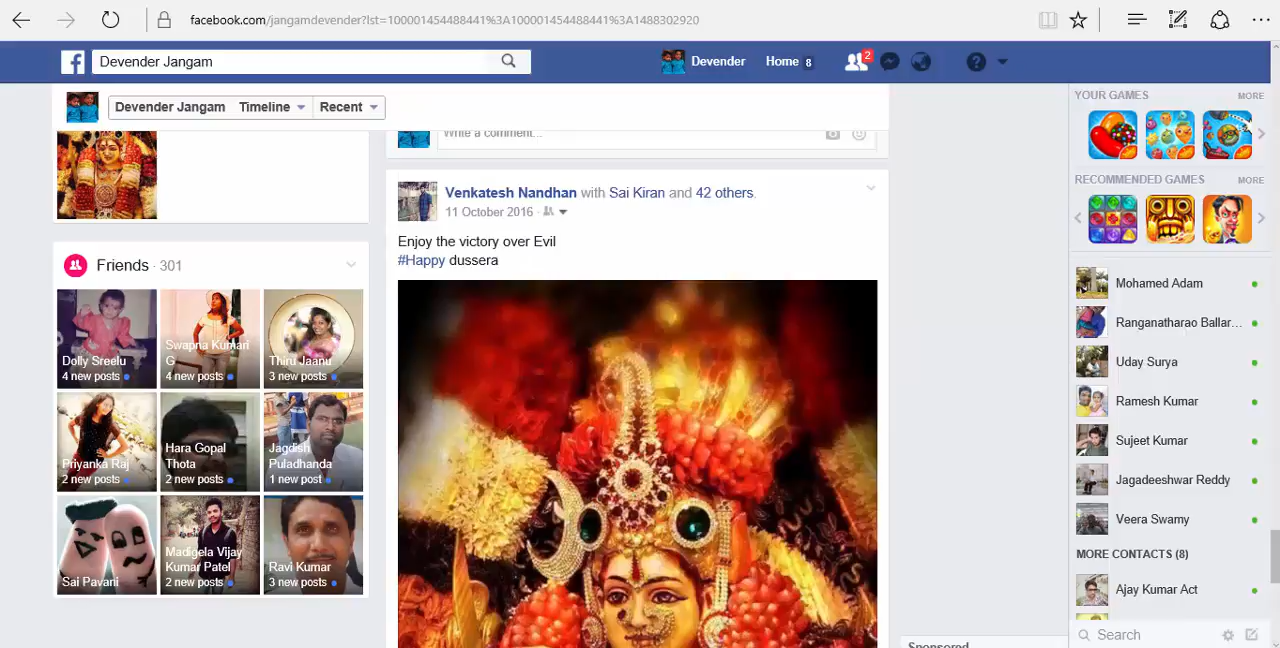 facebook.com/jangamdevender?lst=100001454488441%3A100001454488441%3A1488302920
f Devender Jangam
Devender Home 8 2 ?
Devender Jangam Timeline Recent
Write a comment...
Venkatesh Nandhan with Sai Kiran and 42 others.
11 October 2016
Enjoy the victory over Evil
#Happy dussera
Friends · 301
Dolly Sreelu
4 new posts
Swapna Kumari
G
4 new posts
Thiru Jaanu
3 new posts
Priyanka Raj
2 new posts
Hara Gopal
Thota
2 new posts
Jagdish
Puladhanda
1 new post
Sai Pavani
Madigela Vijay
Kumar Patel
2 new posts
Ravi Kumar
3 new posts
YOUR GAMES MORE
RECOMMENDED GAMES MORE
Mohamed Adam
Ranganatharao Ballar...
Uday Surya
Ramesh Kumar
Sujeet Kumar
Jagadeeshwar Reddy
Veera Swamy
MORE CONTACTS (8)
Ajay Kumar Act
Sponsored
Search